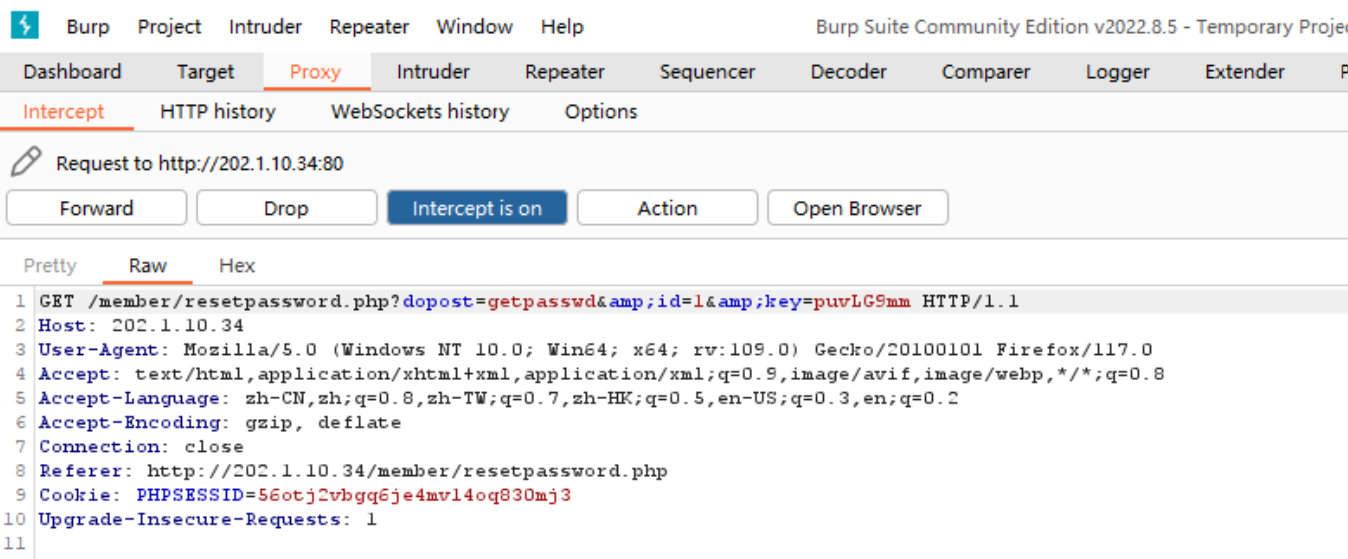 Burp Project Intruder Repeater Window Help Burp Suite Community Edition v2022.8.5 - Temporary Projec
Dashboard Target Proxy Intruder Repeater Sequencer Decoder Comparer Logger Extender P
Intercept HTTP history WebSockets history Options
Request to http://202.1.10.34:80
Forward Drop Intercept is on Action Open Browser
Pretty Raw Hex
1 GET /member/resetpassword.php?dopost=getpasswd&amp;id=1&amp;key=puvLG9mm HTTP/1.1
2 Host: 202.1.10.34
3 User-Agent: Mozilla/5.0 (Windows NT 10.0; Win64; x64; rv:109.0) Gecko/20100101 Firefox/117.0
4 Accept: text/html,application/xhtml+xml,application/xml;q=0.9,image/avif,image/webp,*/*;q=0.8
5 Accept-Language: zh-CN,zh;q=0.8,zh-TW;q=0.7,zh-HK;q=0.5,en-US;q=0.3,en;q=0.2
6 Accept-Encoding: gzip, deflate
7 Connection: close
8 Referer: http://202.1.10.34/member/resetpassword.php
9 Cookie: PHPSESSID=56otj2vbgq6je4mvl4oq830mj3
10 Upgrade-Insecure-Requests: 1
11